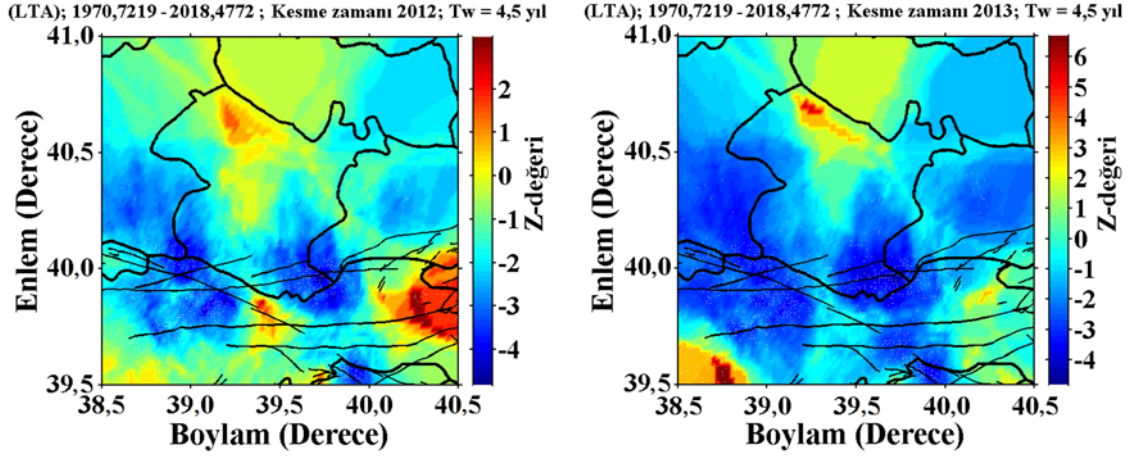 (LTA); 1970,7219 -2018,4772 ; Kesme zamanı 2012; Tw = 4,5 yıl
41,0
40,5
40,0
39,5
Enlem (Derece)
38,5 39,0 39,5 40,0 40,5
Boylam (Derece)
2
1
0
-1
-2
-3
-4
Z-değeri
(LTA); 1970,7219 -2018,4772 ; Kesme zamanı 2013; Tw = 4,5 yıl
41,0
40,5
40,0
39,5
Enlem (Derece)
38,5 39,0 39,5 40,0 40,5
Boylam (Derece)
6
5
4
3
2
1
0
-1
-2
-3
-4
Z-değeri